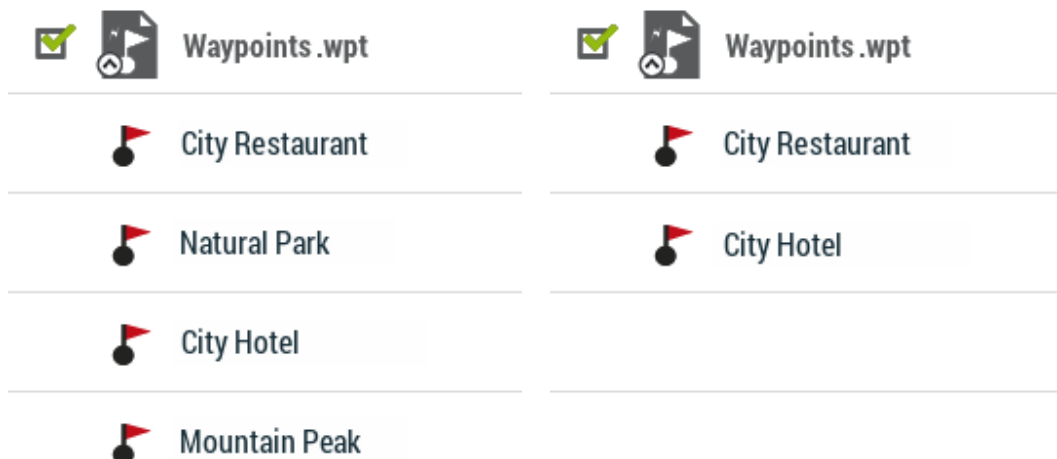 Waypoints.wpt
City Restaurant
Natural Park
City Hotel
Mountain Peak
Waypoints.wpt
City Restaurant
City Hotel